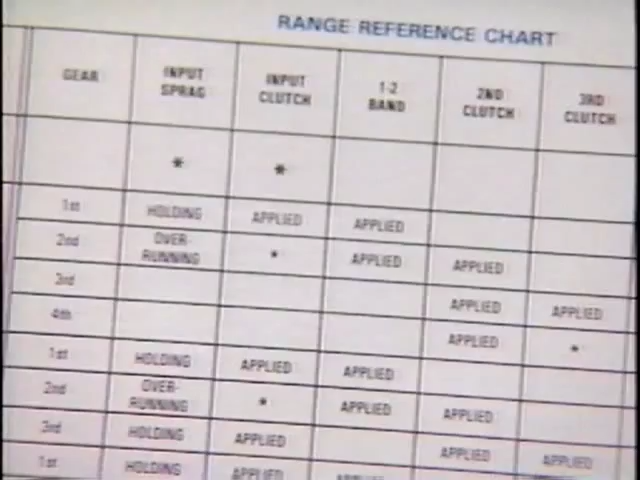 RANGE REFERENCE CHART
GEAR INPUT SPRAG INPUT CLUTCH 1-2 BAND 2ND CLUTCH 3RD CLUTCH
* *
1st HOLDING APPLIED APPLIED
2nd OVER-RUNNING * APPLIED APPLIED
3rd APPLIED APPLIED
4th APPLIED *
1st HOLDING APPLIED APPLIED
2nd OVER-RUNNING * APPLIED APPLIED
3rd HOLDING APPLIED APPLIED APPLIED
1st HOLDING APPLIED APPLIED